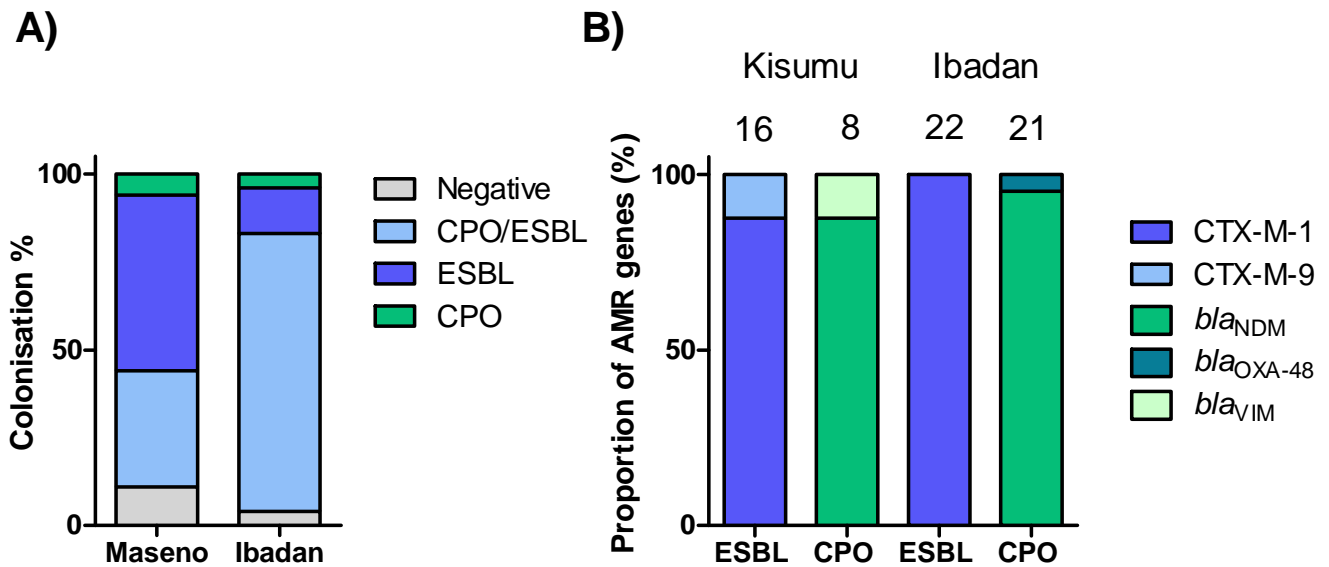 A)
Colonisation %
100
50
0
Maseno Ibadan
Negative
CPO/ESBL
ESBL
CPO
B)
Kisumu Ibadan
16 8 22 21
Proportion of AMR genes (%)
100
50
0
ESBL CPO ESBL CPO
CTX-M-1
CTX-M-9
blaNDM
blaOXA-48
blaVIM